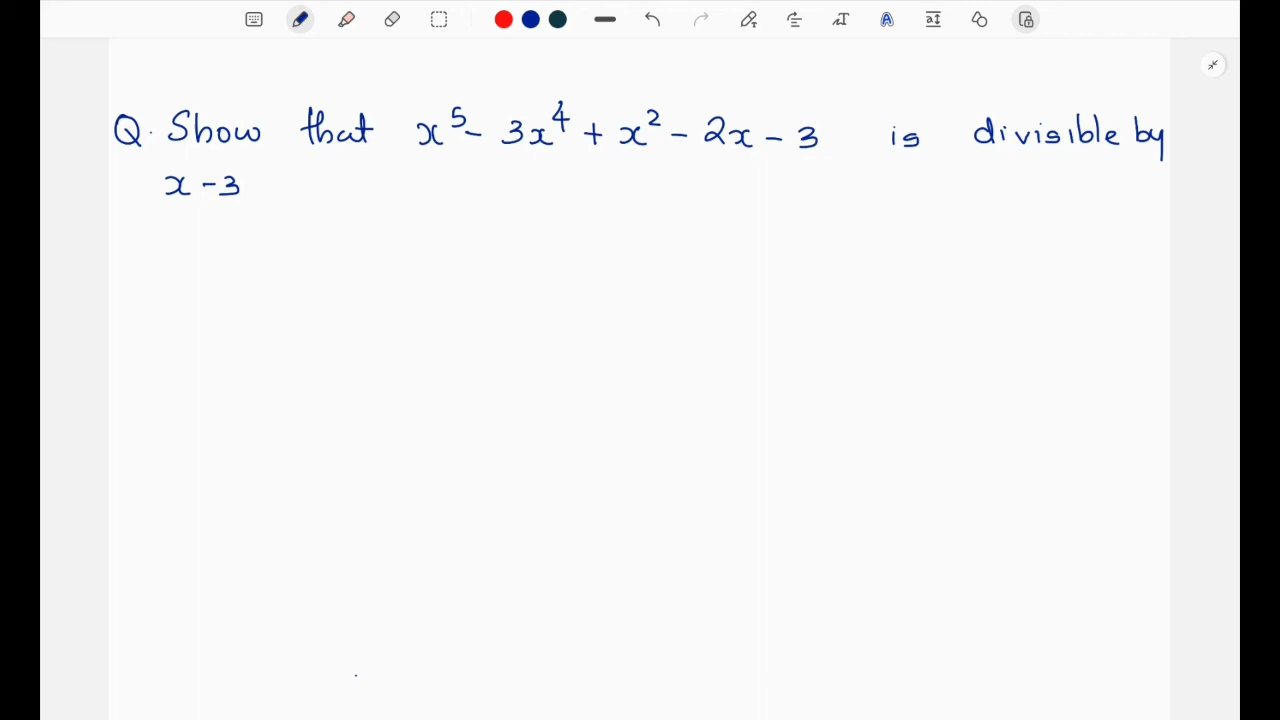 Q. Show that x⁵ - 3x⁴ + x² - 2x - 3 is divisible by
x - 3